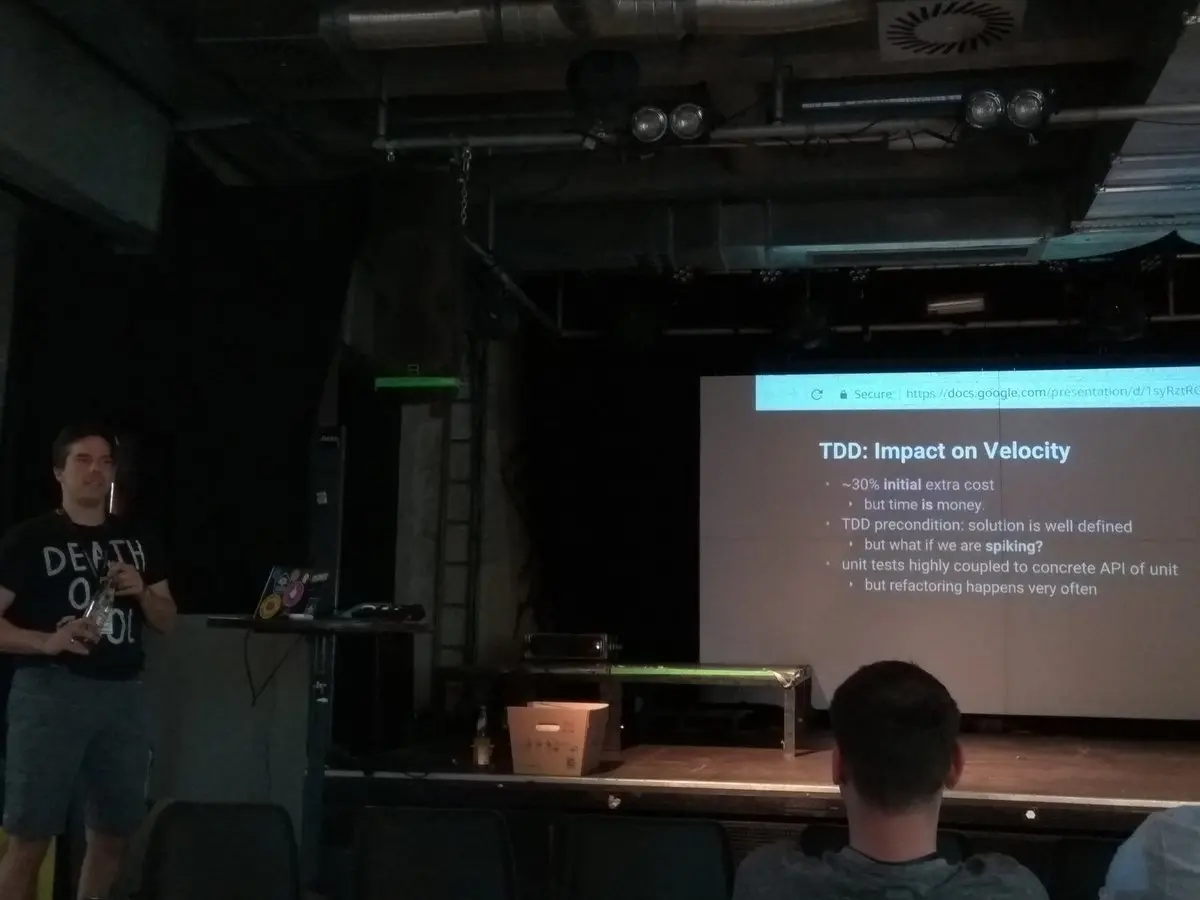 Secure https://docs.google.com/presentation/d/1syRztR
TDD: Impact on Velocity
~30% initial extra cost
but time is money.
TDD precondition: solution is well defined
but what if we are spiking?
unit tests highly coupled to concrete API of unit
but refactoring happens very often
DEATH